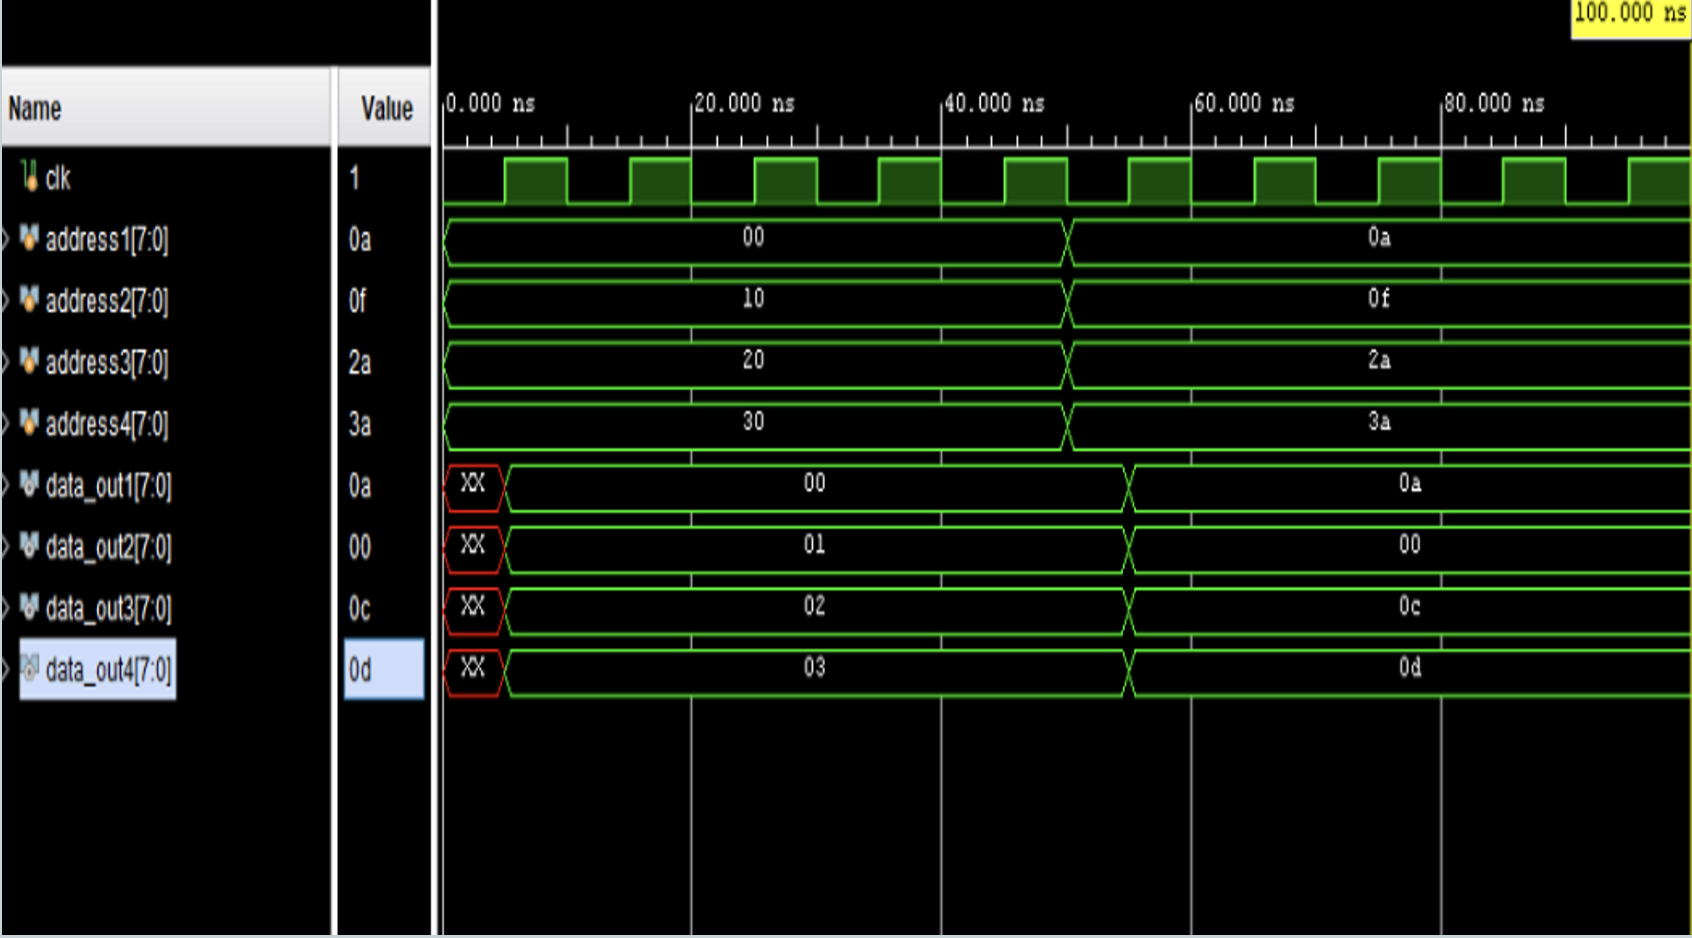 100.000 ns
Name Value 0.000 ns 20.000 ns 40.000 ns 60.000 ns 80.000 ns
clk 1
address1[7:0] 0a 00 0a
address2[7:0] 0f 10 0f
address3[7:0] 2a 20 2a
address4[7:0] 3a 30 3a
data_out1[7:0] 0a XX 00 0a
data_out2[7:0] 00 XX 01 00
data_out3[7:0] 0c XX 02 0c
data_out4[7:0] 0d XX 03 0d